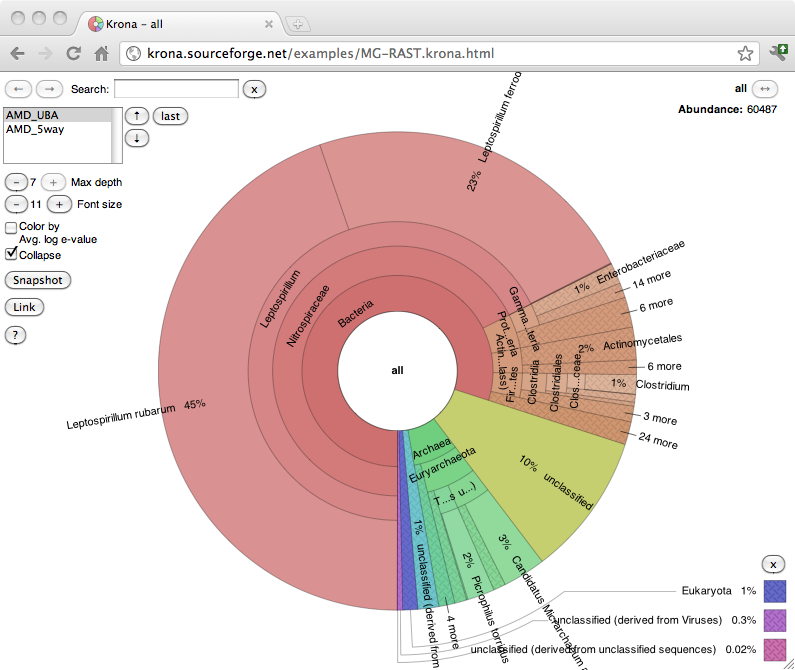 Krona - all
krona.sourceforge.net/examples/MG-RAST.krona.html
← → Search: x
all ↔
Abundance: 60487
AMD_UBA
AMD_5way
↑ last
↓
- 7 + Max depth
- 11 + Font size
Color by
Avg. log e-value
Collapse
Snapshot
Link
?
23% Leptospirillum ferroo
Leptospirillum
Nitrospiraceae
Bacteria
all
Leptospirillum rubarum 45%
Gamma...teria
Prot...eria
Actin...lass)
Fir...tes
Clostridia
Clostridiales
Clos...ceae
1% Enterobacteriaceae
14 more
6 more
2% Actinomycetales
6 more
1% Clostridium
3 more
24 more
10% unclassified
Archaea
Euryarchaeota
T...s u...)
3% Candidatus Micrarchaeum a
2% Picrophilus torridus
4 more
1% unclassified (derived from
x
Eukaryota 1%
unclassified (derived from Viruses) 0.3%
unclassified (derived from unclassified sequences) 0.02%